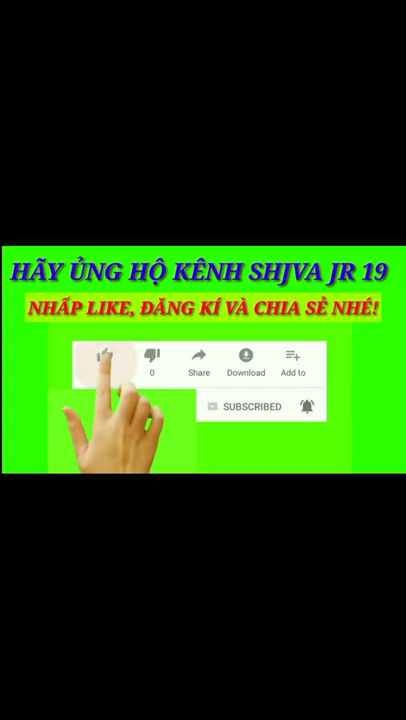 HÃY ỦNG HỘ KÊNH SHJVA JR 19
NHẤP LIKE, ĐĂNG KÍ VÀ CHIA SẺ NHÉ!
0 Share Download Add to
SUBSCRIBED